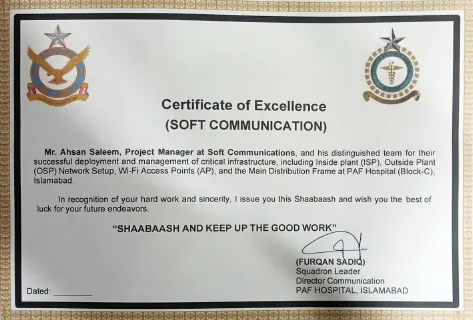 Certificate of Excellence
(SOFT COMMUNICATION)
Mr. Ahsan Saleem, Project Manager at Soft Communications, and his distinguished team for their
successful deployment and management of critical infrastructure, including Inside plant (ISP), Outside Plant
(OSP) Network Setup, Wi-Fi Access Points (AP), and the Main Distribution Frame at PAF Hospital (Block-C),
Islamabad.
In recognition of your hard work and sincerity, I issue you this Shaabaash and wish you the best of
luck for your future endeavors.
"SHAABAASH AND KEEP UP THE GOOD WORK"
(FURQAN SADIQ)
Squadron Leader
Director Communication
PAF HOSPITAL, ISLAMABAD
Dated: ________